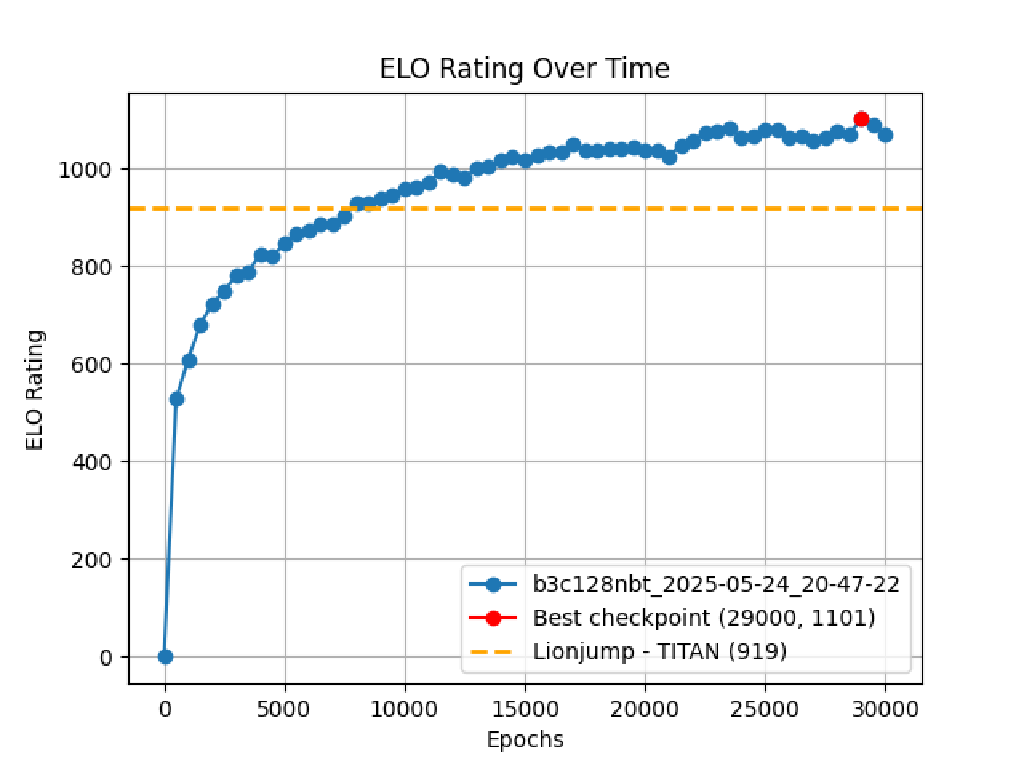 ELO Rating Over Time
ELO Rating
1000
800
600
400
200
0
b3c128nbt_2025-05-24_20-47-22
Best checkpoint (29000, 1101)
Lionjump - TITAN (919)
0 5000 10000 15000 20000 25000 30000
Epochs